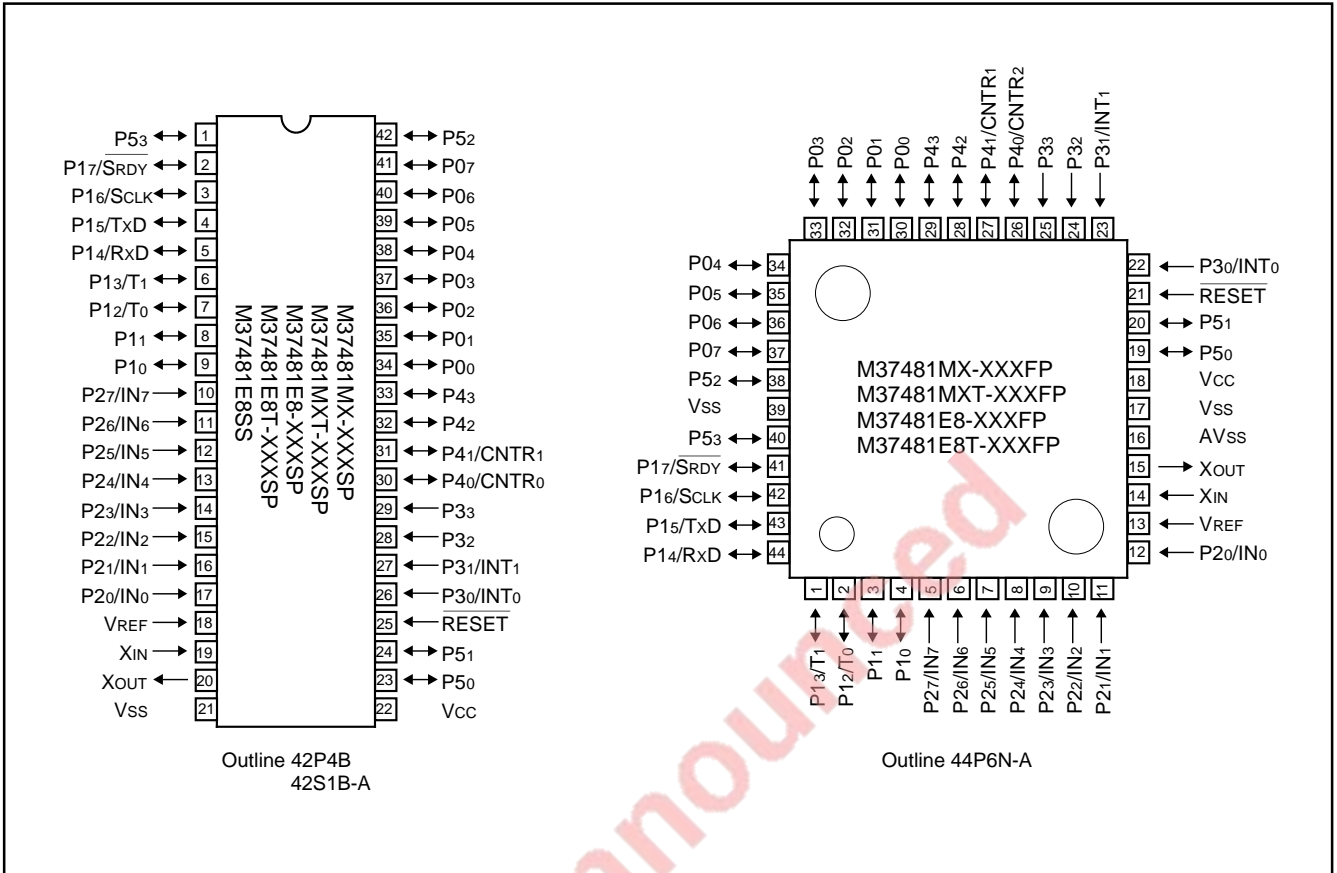 P53 1 42 P52
P17/SRDY 2 41 P07
P16/SCLK 3 40 P06
P15/TxD 4 39 P05
P14/RxD 5 38 P04
P13/T1 6 37 P03
P12/T0 7 36 P02
P11 8 35 P01
P10 9 34 P00
P27/IN7 10 33 P43
P26/IN6 11 32 P42
P25/IN5 12 31 P41/CNTR1
P24/IN4 13 30 P40/CNTR0
P23/IN3 14 29 P33
P22/IN2 15 28 P32
P21/IN1 16 27 P31/INT1
P20/IN0 17 26 P30/INT0
VREF 18 25 RESET
XIN 19 24 P51
XOUT 20 23 P50
VSS 21 22 VCC
M37481MX-XXXSP
M37481MXT-XXXSP
M37481E8-XXXSP
M37481E8T-XXXSP
M37481E8SS
Outline 42P4B
42S1B-A
P03 P02 P01 P00 P43 P42 P41/CNTR1 P40/CNTR2 P33 P32 P31/INT1
33 32 31 30 29 28 27 26 25 24 23
P04 34 22 P30/INT0
P05 35 21 RESET
P06 36 20 P51
P07 37 19 P50
P52 38 18 VCC
VSS 39 17 VSS
P53 40 16 AVSS
P17/SRDY 41 15 XOUT
P16/SCLK 42 14 XIN
P15/TxD 43 13 VREF
P14/RxD 44 12 P20/IN0
M37481MX-XXXFP
M37481MXT-XXXFP
M37481E8-XXXFP
M37481E8T-XXXFP
1 2 3 4 5 6 7 8 9 10 11
P13/T1 P12/T0 P11 P10 P27/IN7 P26/IN6 P25/IN5 P24/IN4 P23/IN3 P22/IN2 P21/IN1
Outline 44P6N-A
nounced